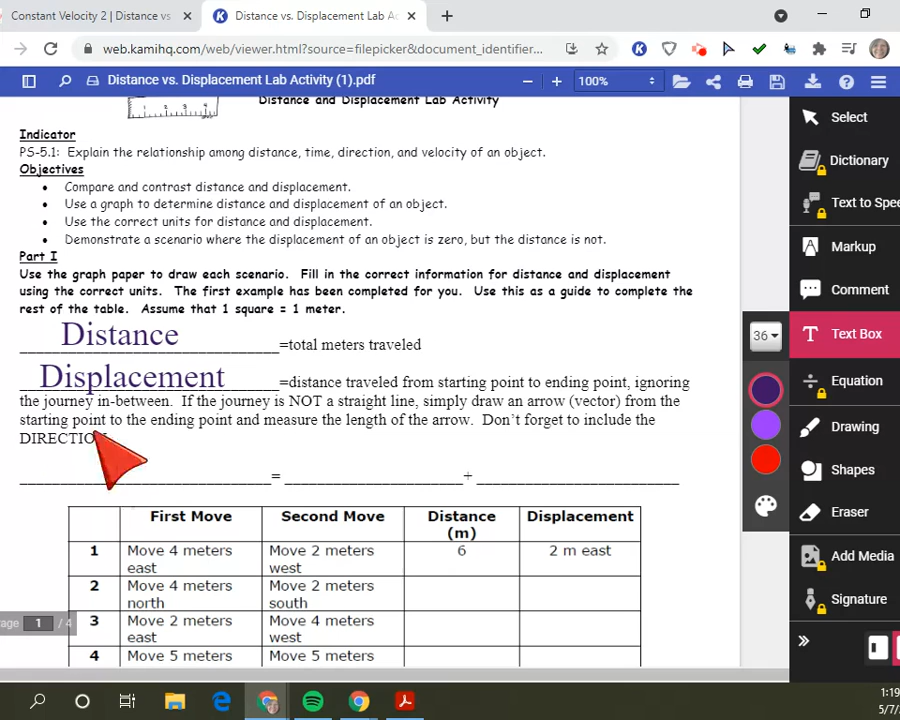 Constant Velocity 2 | Distance vs
Distance vs. Displacement Lab Ac
web.kamihq.com/web/viewer.html?source=filepicker&document_identifier...
Distance vs. Displacement Lab Activity (1).pdf
100%
1 2 3 4
Distance and Displacement Lab Activity
Indicator
PS-5.1: Explain the relationship among distance, time, direction, and velocity of an object.
Objectives
• Compare and contrast distance and displacement.
• Use a graph to determine distance and displacement of an object.
• Use the correct units for distance and displacement.
• Demonstrate a scenario where the displacement of an object is zero, but the distance is not.
Part I
Use the graph paper to draw each scenario. Fill in the correct information for distance and displacement
using the correct units. The first example has been completed for you. Use this as a guide to complete the
rest of the table. Assume that 1 square = 1 meter.
Distance =total meters traveled
Displacement =distance traveled from starting point to ending point, ignoring
the journey in-between. If the journey is NOT a straight line, simply draw an arrow (vector) from the
starting point to the ending point and measure the length of the arrow. Don't forget to include the
DIRECTIO
= +
First Move Second Move Distance (m) Displacement
1 Move 4 meters east Move 2 meters west 6 2 m east
2 Move 4 meters north Move 2 meters south
3 Move 2 meters east Move 4 meters west
4 Move 5 meters Move 5 meters
Page 1 / 4
Select
Dictionary
Text to Spee
Markup
Comment
36
Text Box
Equation
Drawing
Shapes
Eraser
Add Media
Signature
1:19
5/7/